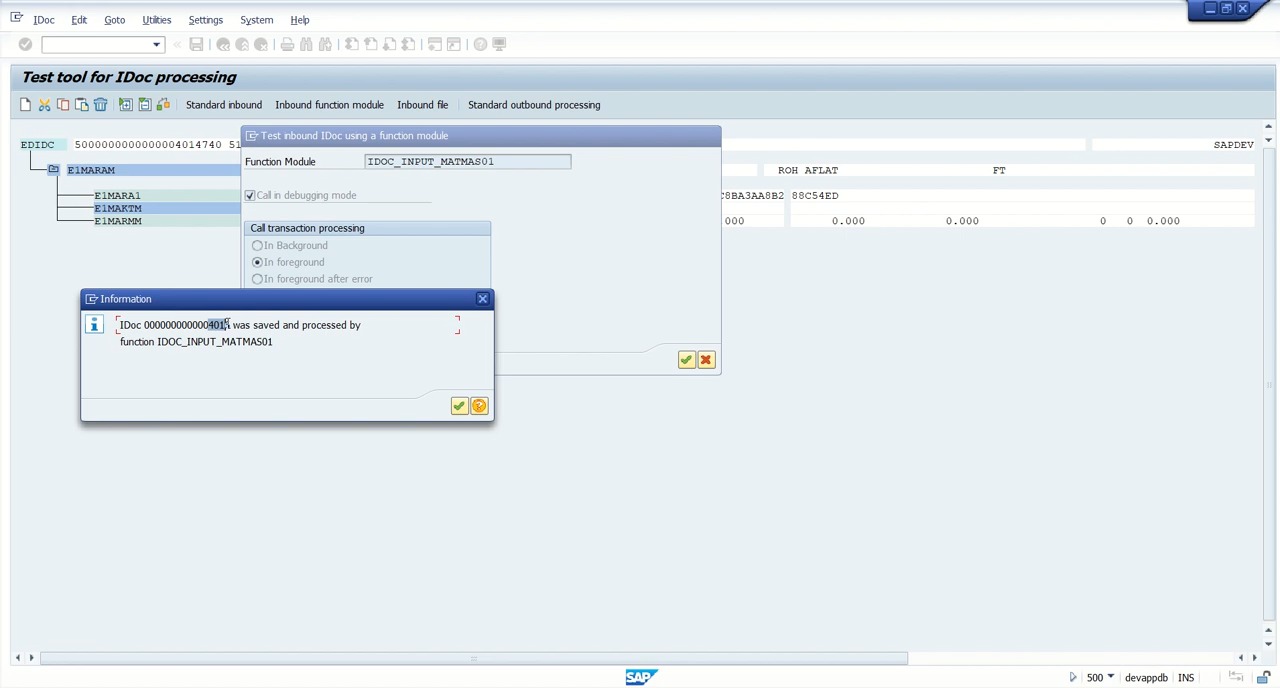 IDoc Edit Goto Utilities Settings System Help
Test tool for IDoc processing
Standard inbound Inbound function module Inbound file Standard outbound processing
Test inbound IDoc using a function module
EDIDC 5000000000000004014740 51 SAPDEV
Function Module IDOC_INPUT_MATMAS01
E1MARAM ROH AFLAT FT
Call in debugging mode
E1MARA1 C8BA3AA8B2 88C54ED
E1MAKTM
E1MARMM 000 0.000 0.000 0 0 0.000
Call transaction processing
In Background
In foreground
In foreground after error
Information
IDoc 000000000000401 was saved and processed by
function IDOC_INPUT_MATMAS01
SAP 500 devappdb INS